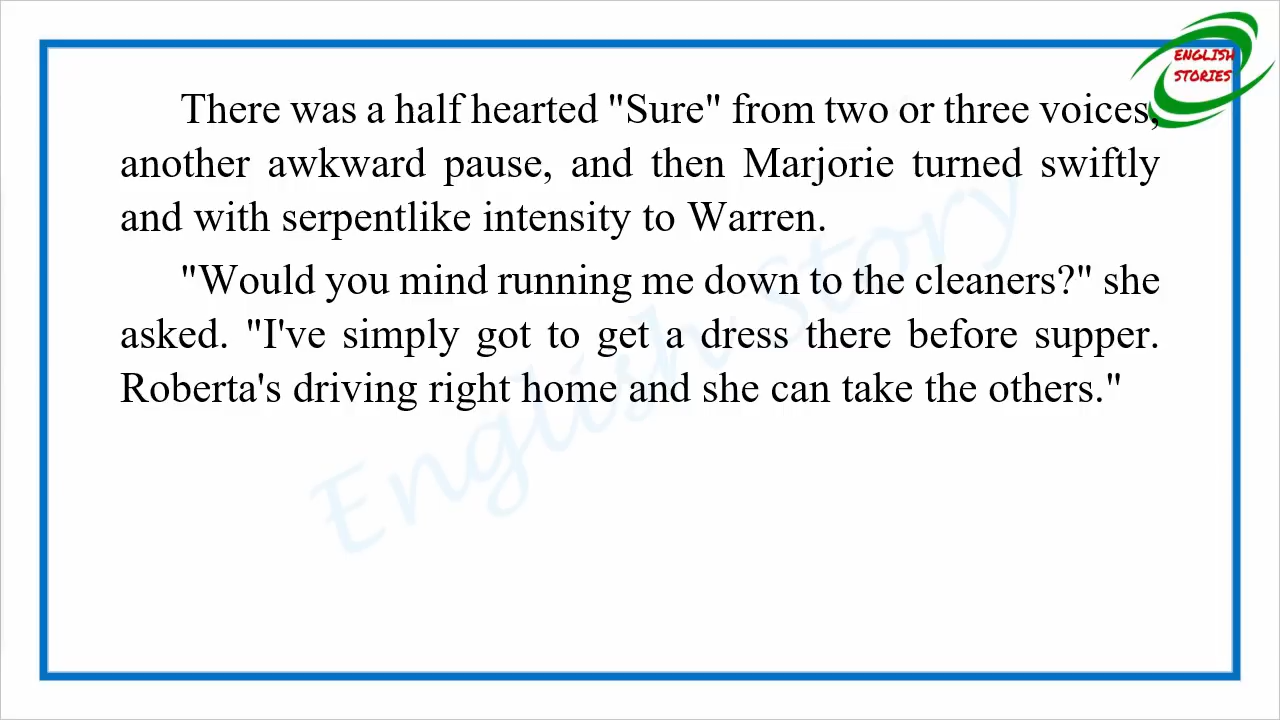 ENGLISH
STORIES
There was a half hearted "Sure" from two or three voices,
another awkward pause, and then Marjorie turned swiftly
and with serpentlike intensity to Warren.
"Would you mind running me down to the cleaners?" she
asked. "I've simply got to get a dress there before supper.
Roberta's driving right home and she can take the others."
English Story